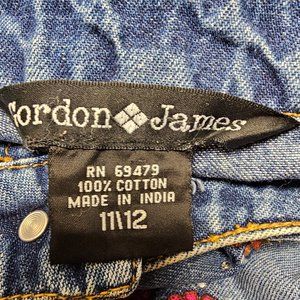 Gordon James
RN 69479
100% COTTON
MADE IN INDIA
11\12